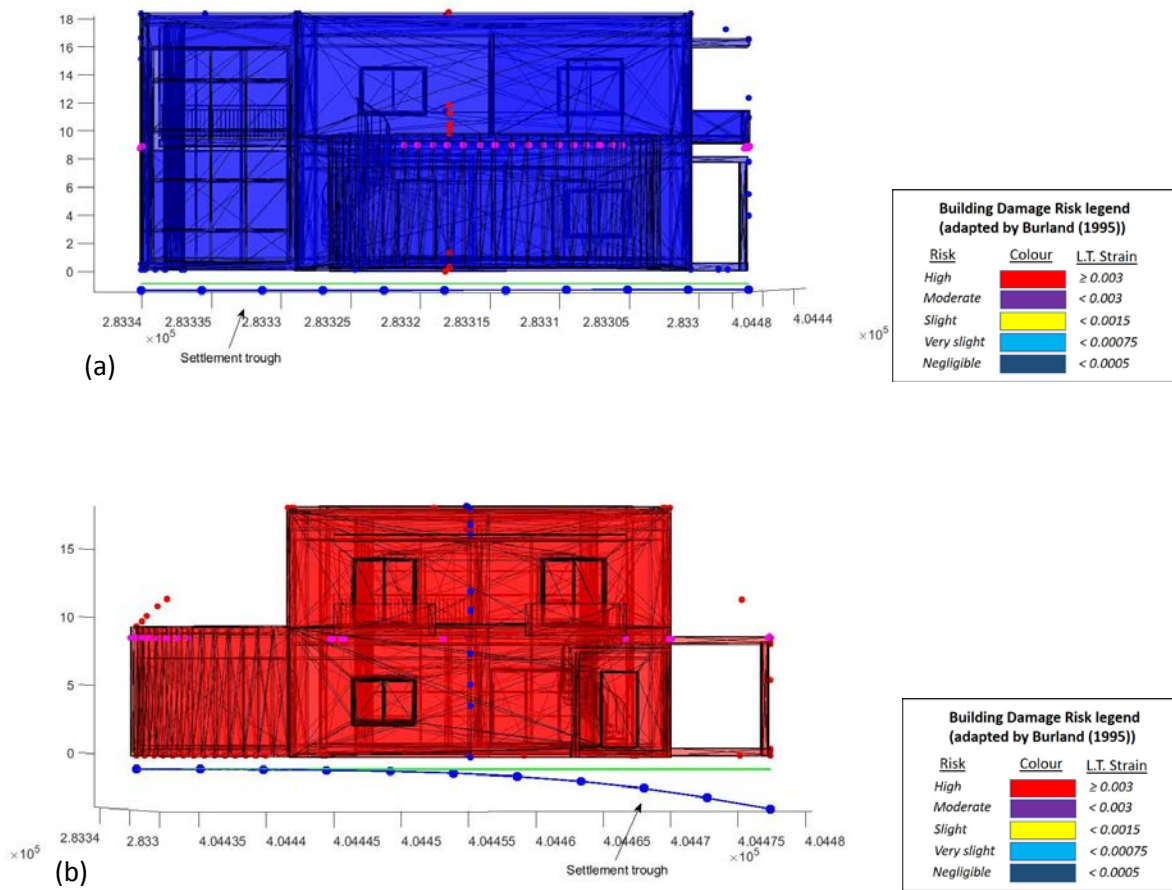 18
16
14
12
10
8
6
4
2
0
2.8334 2.83335 2.8333 2.83325 2.8332 2.83315 2.8331 2.83305 2.833 4.0448 4.0444
×10⁵ ×10⁵
Settlement trough
(a)
Building Damage Risk legend
(adapted by Burland (1995))
Risk Colour L.T. Strain
High ≥ 0.003
Moderate < 0.003
Slight < 0.0015
Very slight < 0.00075
Negligible < 0.0005
15
10
5
0
2.8334 2.833 4.04435 4.0444 4.04445 4.0445 4.04455 4.0446 4.04465 4.0447 4.04475 4.0448
×10⁵ ×10⁵
Settlement trough
(b)
Building Damage Risk legend
(adapted by Burland (1995))
Risk Colour L.T. Strain
High ≥ 0.003
Moderate < 0.003
Slight < 0.0015
Very slight < 0.00075
Negligible < 0.0005